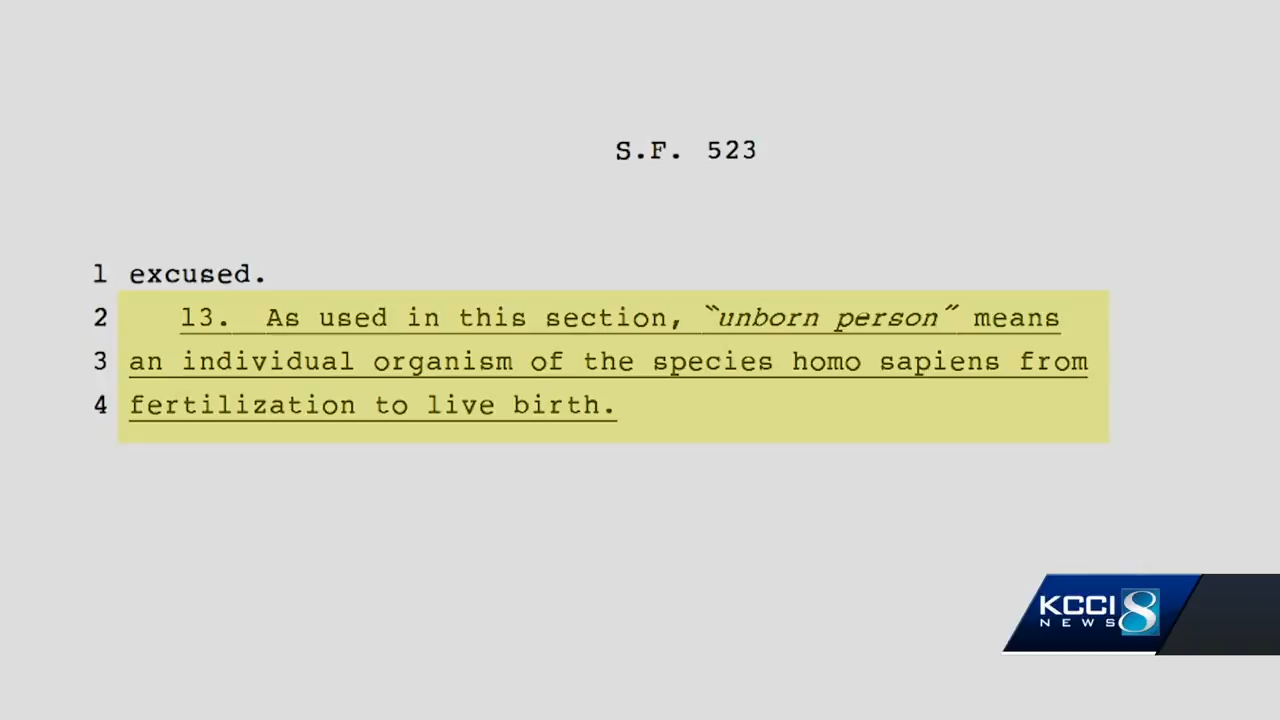 S.F. 523
1 excused.
2 13. As used in this section, “unborn person” means
3 an individual organism of the species homo sapiens from
4 fertilization to live birth.
KCCI 8
NEWS